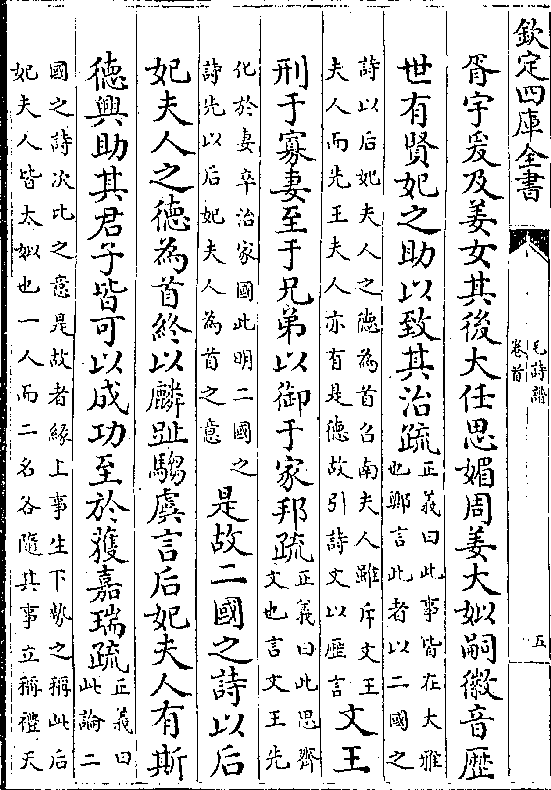 欽定四庫全書
毛詩譜
卷首
五
胥宇爰及姜女其後大任思媚周姜大姒嗣徽音歷
世有賢妃之助以致其治疏
正義曰此事皆在大雅
也鄭言此者以二國之
詩以后妃夫人之德為首召南夫人雖斥文王
夫人而先王夫人亦有是德故引詩文以歷言
文王
刑于寡妻至于兄弟以御于家邦疏
正義曰此思齊
文也言文王先
化於妻卒治家國此明二國之
詩先以后妃夫人為首之意
是故二國之詩以后
妃夫人之德為首終以麟趾騶虞言后妃夫人有斯
德興助其君子皆可以成功至於獲嘉瑞疏
正義曰
此論二
國之詩次比之意是故者緣上事生下勢之稱此后
妃夫人皆太姒也一人而二名各隨其事立稱禮天